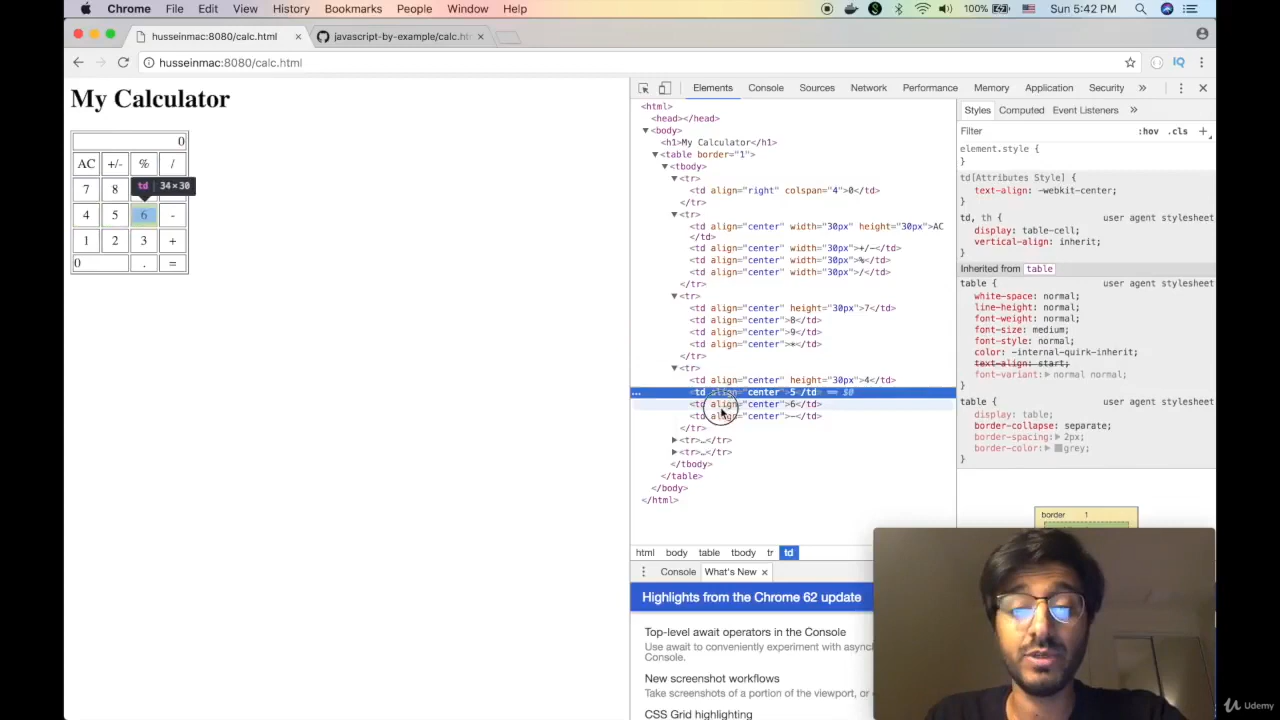 Chrome File Edit View History Bookmarks People Window Help 100% Sun 5:42 PM
husseinmac:8080/calc.html × javascript-by-example/calc.ht ×
husseinmac:8080/calc.html
My Calculator
0
AC +/- % /
7 8
td 34×30
4 5 6 -
1 2 3 +
0 . =
Elements Console Sources Network Performance Memory Application Security
<html>
<head></head>
<body>
<h1>My Calculator</h1>
<table border="1">
<tbody>
<tr>
<td align="right" colspan="4">0</td>
</tr>
<tr>
<td align="center" width="30px" height="30px">AC
</td>
<td align="center" width="30px">+/-</td>
<td align="center" width="30px">%</td>
<td align="center" width="30px">/</td>
</tr>
<tr>
<td align="center" height="30px">7</td>
<td align="center">8</td>
<td align="center">9</td>
<td align="center">*</td>
</tr>
<tr>
<td align="center" height="30px">4</td>
… <td align="center">5</td> == $0
<td align="center">6</td>
<td align="center">-</td>
</tr>
<tr>…</tr>
<tr>…</tr>
</tbody>
</table>
</body>
</html>
html body table tbody tr td
Styles Computed Event Listeners
Filter :hov .cls +
element.style {
}
td[Attributes Style] {
text-align: -webkit-center;
}
td, th { user agent stylesheet
display: table-cell;
vertical-align: inherit;
}
Inherited from table
table { user agent stylesheet
white-space: normal;
line-height: normal;
font-weight: normal;
font-size: medium;
font-style: normal;
color: -internal-quirk-inherit;
text-align: start;
font-variant: normal normal;
}
table { user agent stylesheet
display: table;
border-collapse: separate;
border-spacing: 2px;
border-color: grey;
}
border 1
Console What's New ×
Highlights from the Chrome 62 update
Top-level await operators in the Console
Use await to conveniently experiment with
Console.
New screenshot workflows
Take screenshots of a portion of the viewport, or
CSS Grid highlighting
Udemy